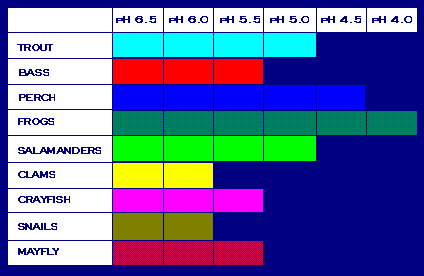 pH 6.5 pH 6.0 pH 5.5 pH 5.0 pH 4.5 pH 4.0
TROUT
BASS
PERCH
FROGS
SALAMANDERS
CLAMS
CRAYFISH
SNAILS
MAYFLY